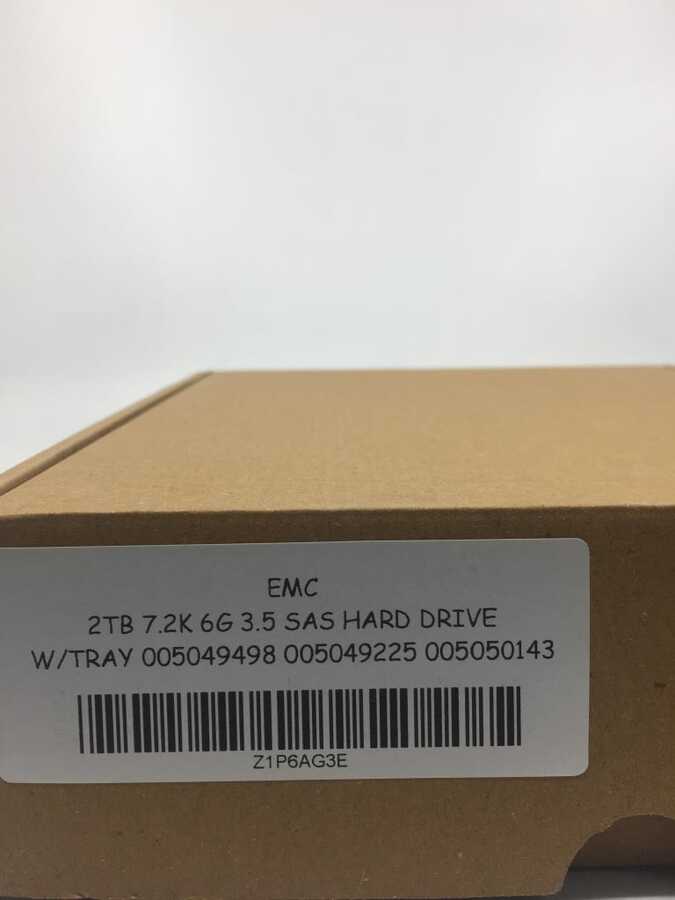 EMC
2TB 7.2K 6G 3.5 SAS HARD DRIVE
W/TRAY 005049498 005049225 005050143
Z1P6AG3E